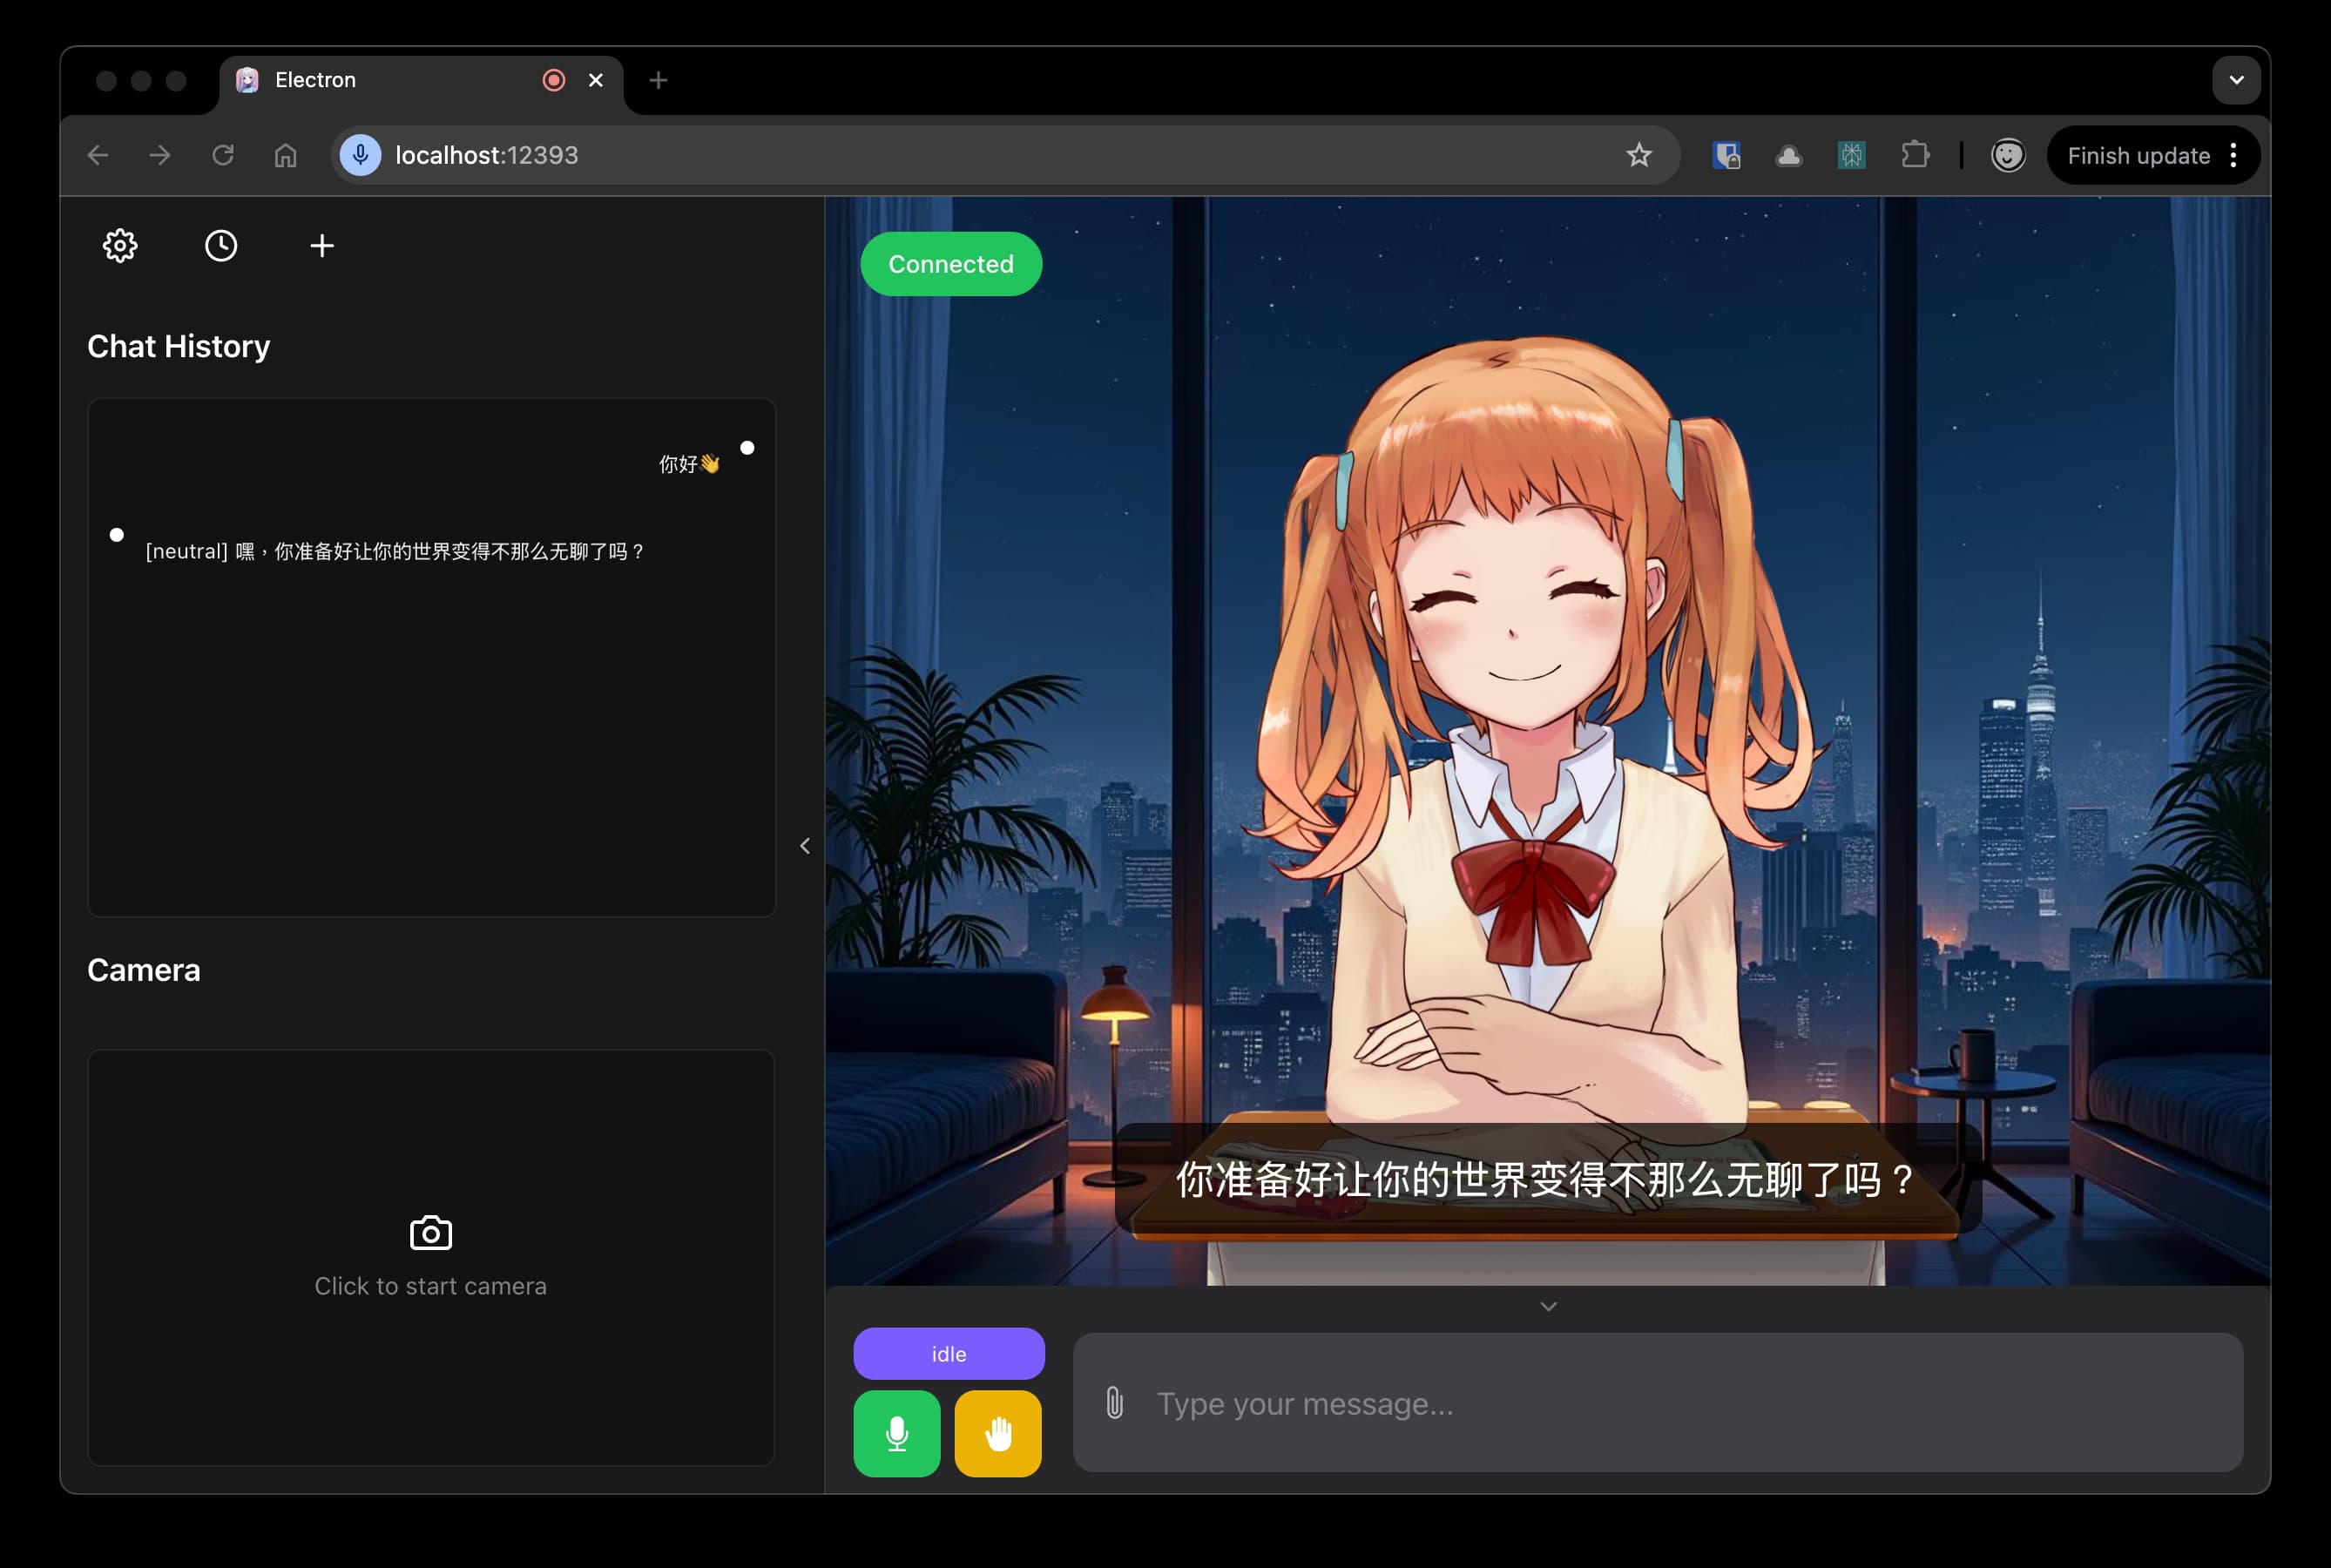 Electron
localhost:12393
Finish update
Connected
Chat History
你好👋
[neutral] 嘿，你准备好让你的世界变得不那么无聊了吗？
Camera
Click to start camera
你准备好让你的世界变得不那么无聊了吗？
idle
Type your message...